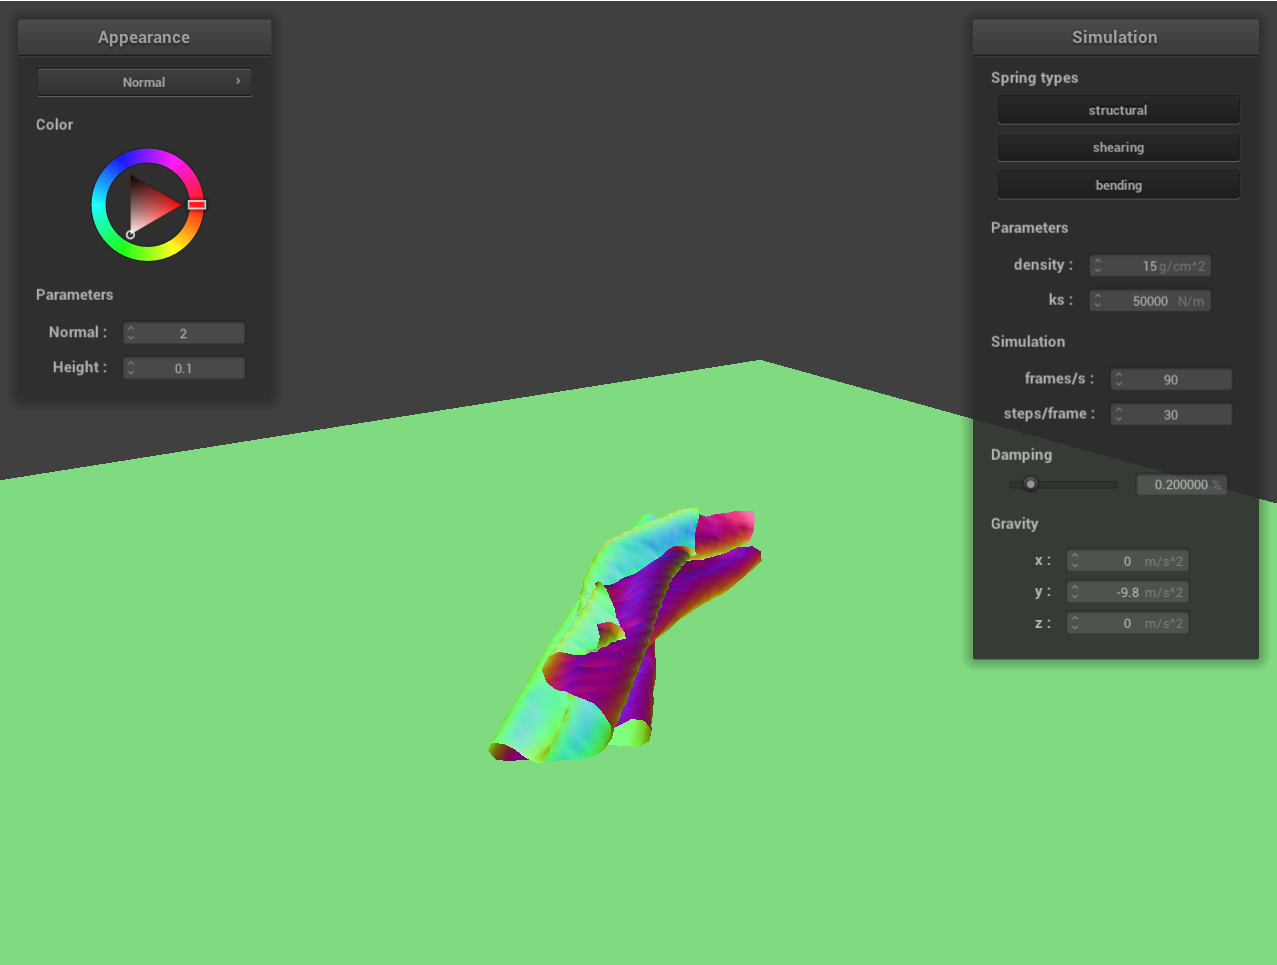 Appearance
Normal
Color
Parameters
Normal : 2
Height : 0.1
Simulation
Spring types
structural
shearing
bending
Parameters
density : 15 g/cm^2
ks : 50000 N/m
Simulation
frames/s : 90
steps/frame : 30
Damping
0.200000 %
Gravity
x : 0 m/s^2
y : -9.8 m/s^2
z : 0 m/s^2